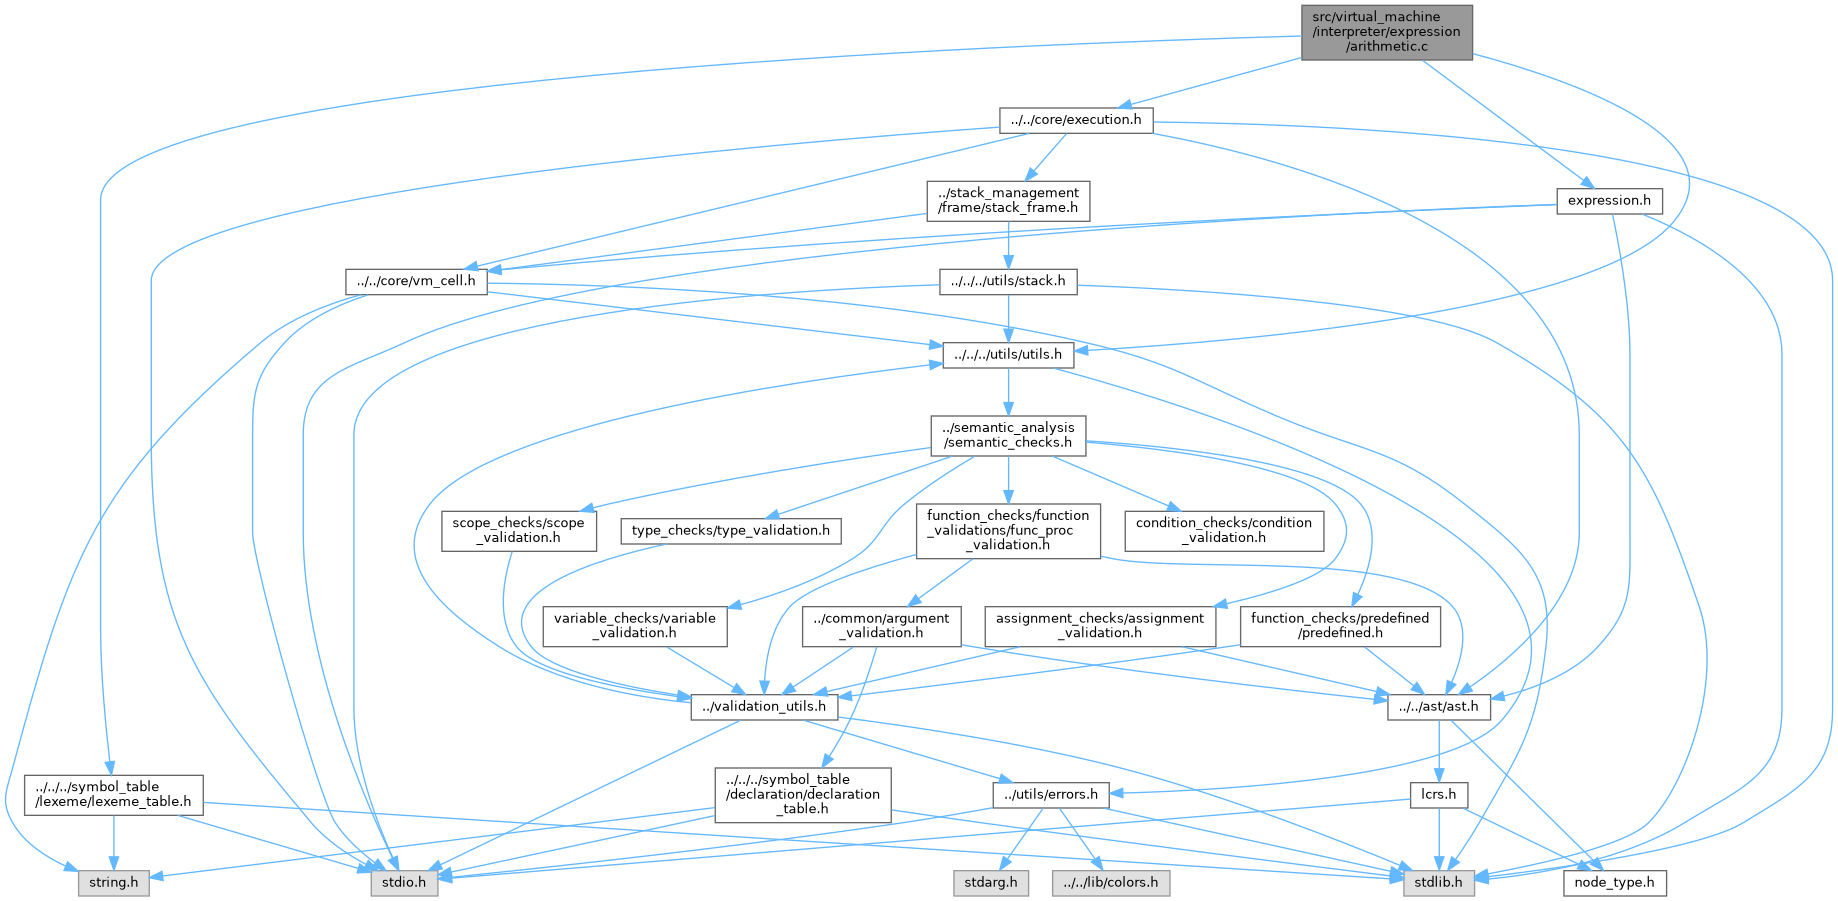 src/virtual_machine
/interpreter/expression
/arithmetic.c
../../core/execution.h
../stack_management
/frame/stack_frame.h
expression.h
../../core/vm_cell.h
../../../utils/stack.h
../../../utils/utils.h
../semantic_analysis
/semantic_checks.h
scope_checks/scope
_validation.h
type_checks/type_validation.h
function_checks/function
_validations/func_proc
_validation.h
condition_checks/condition
_validation.h
variable_checks/variable
_validation.h
../common/argument
_validation.h
assignment_checks/assignment
_validation.h
function_checks/predefined
/predefined.h
../validation_utils.h
../../ast/ast.h
../../../symbol_table
/lexeme/lexeme_table.h
../../../symbol_table
/declaration/declaration
_table.h
../utils/errors.h
lcrs.h
string.h
stdio.h
stdarg.h
../../lib/colors.h
stdlib.h
node_type.h